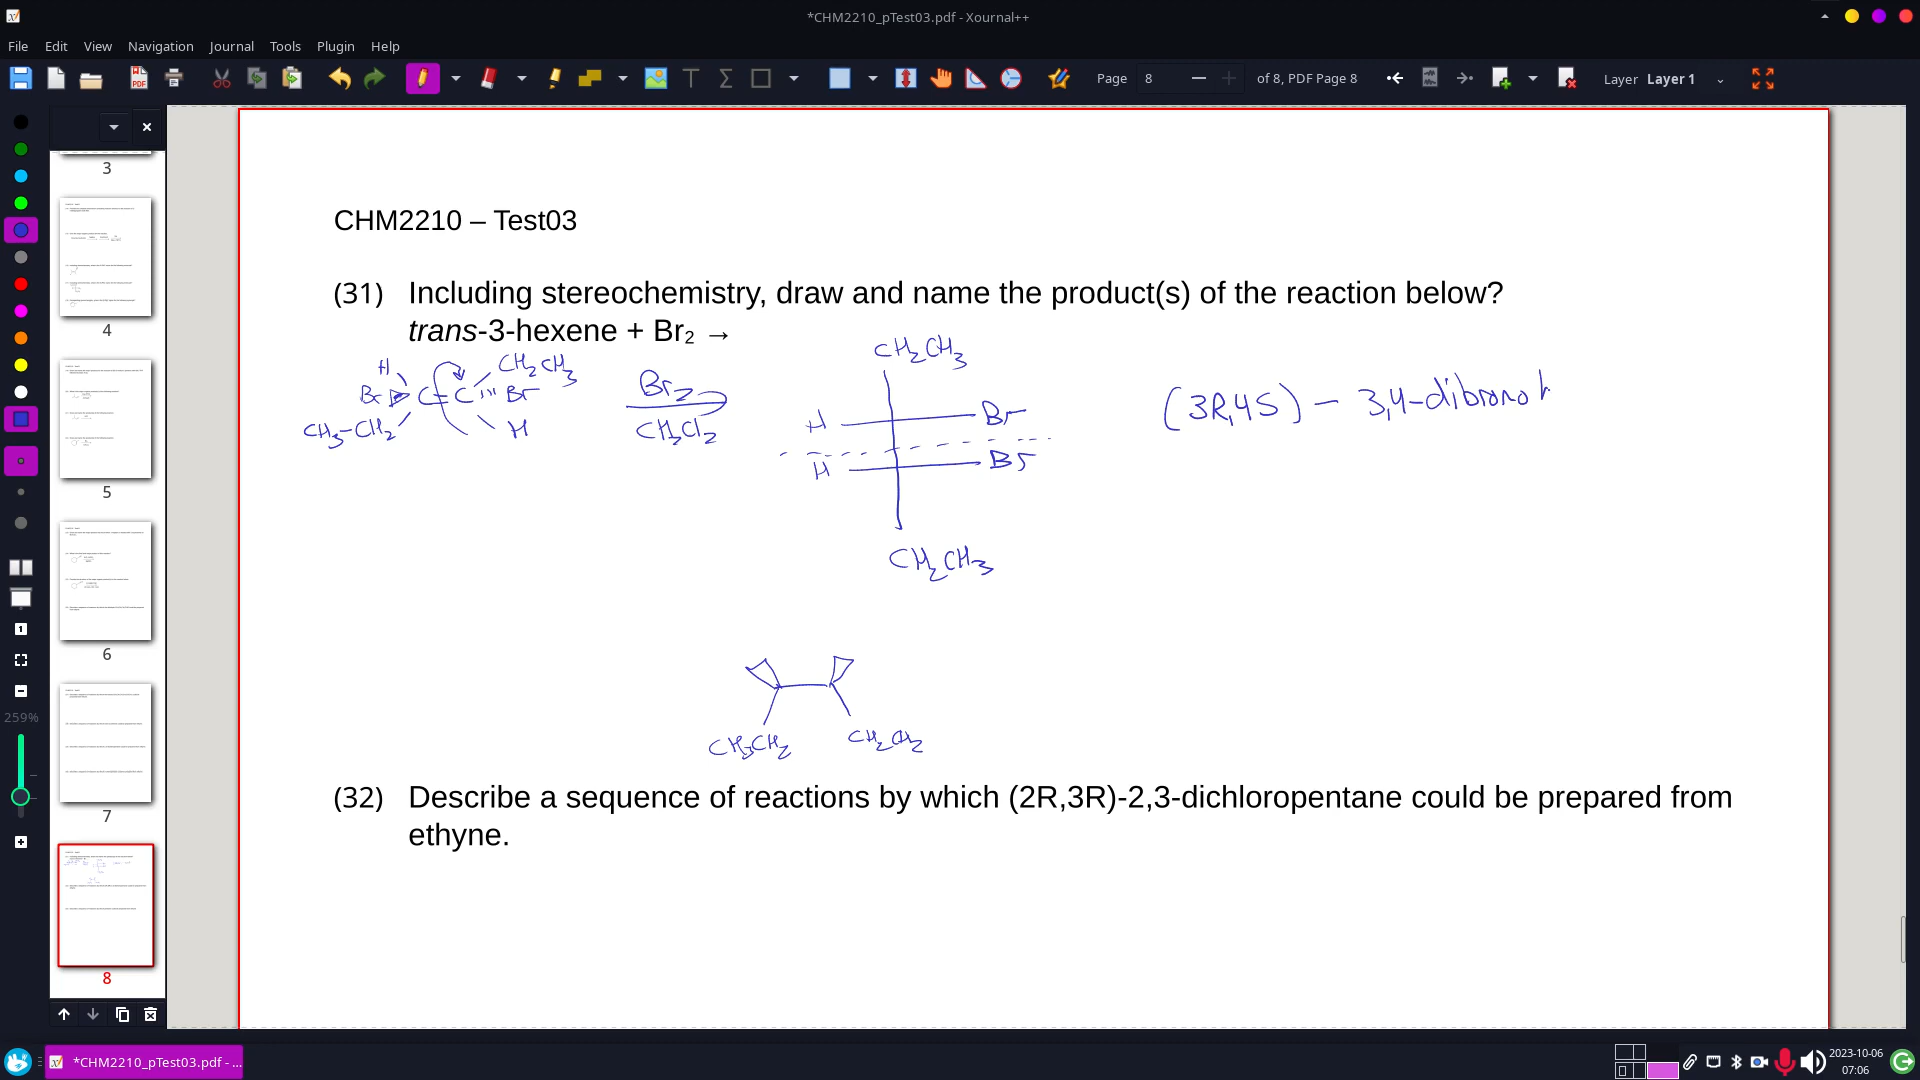 *CHM2210_pTest03.pdf - Xournal++
File Edit View Navigation Journal Tools Plugin Help
Page 8 of 8, PDF Page 8 Layer Layer 1
3
4
5
6
7
8
259%
CHM2210 – Test03
(31) Including stereochemistry, draw and name the product(s) of the reaction below?
trans-3-hexene + Br₂ →
H CH₂CH₃
Br C=C Br
CH₃-CH₂ H
Br₂
CH₂Cl₂
CH₂CH₃
H Br
H Br
CH₂CH₃
(3R,4S) – 3,4-dibromoh
CH₃CH₂ CH₂CH₂
(32) Describe a sequence of reactions by which (2R,3R)-2,3-dichloropentane could be prepared from
ethyne.
*CHM2210_pTest03.pdf - ...
2023-10-06
07:06